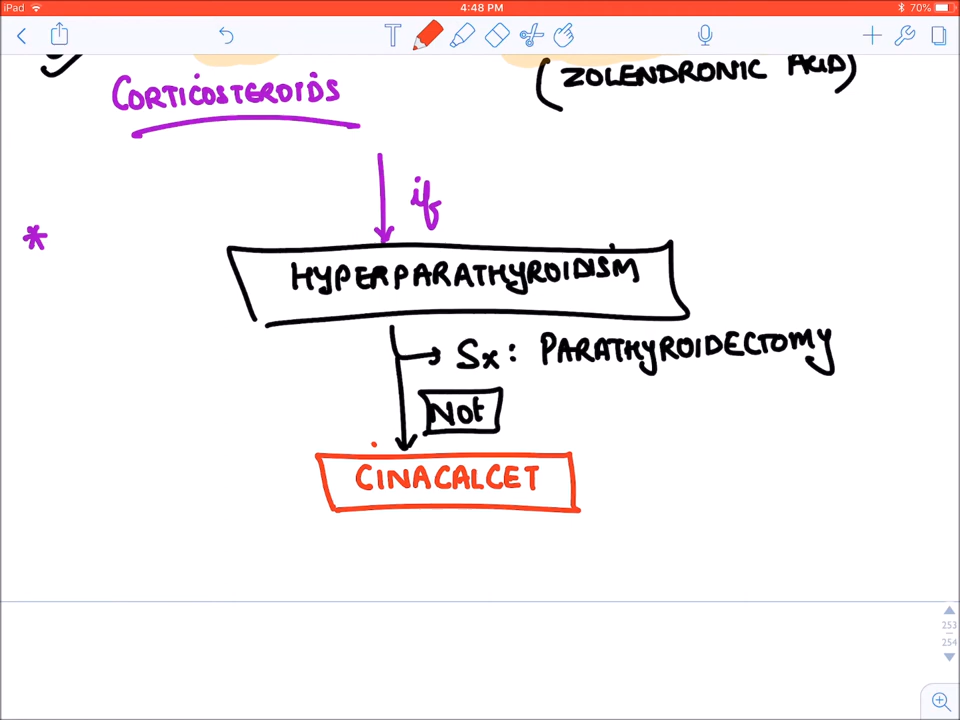 iPad
4:48 PM
70%
T
(ZOLENDRONIC ACID)
CORTICOSTEROIDS
if
*
HYPERPARATHYROIDISM
Sx: PARATHYROIDECTOMY
Not
CINACALCET
253
254